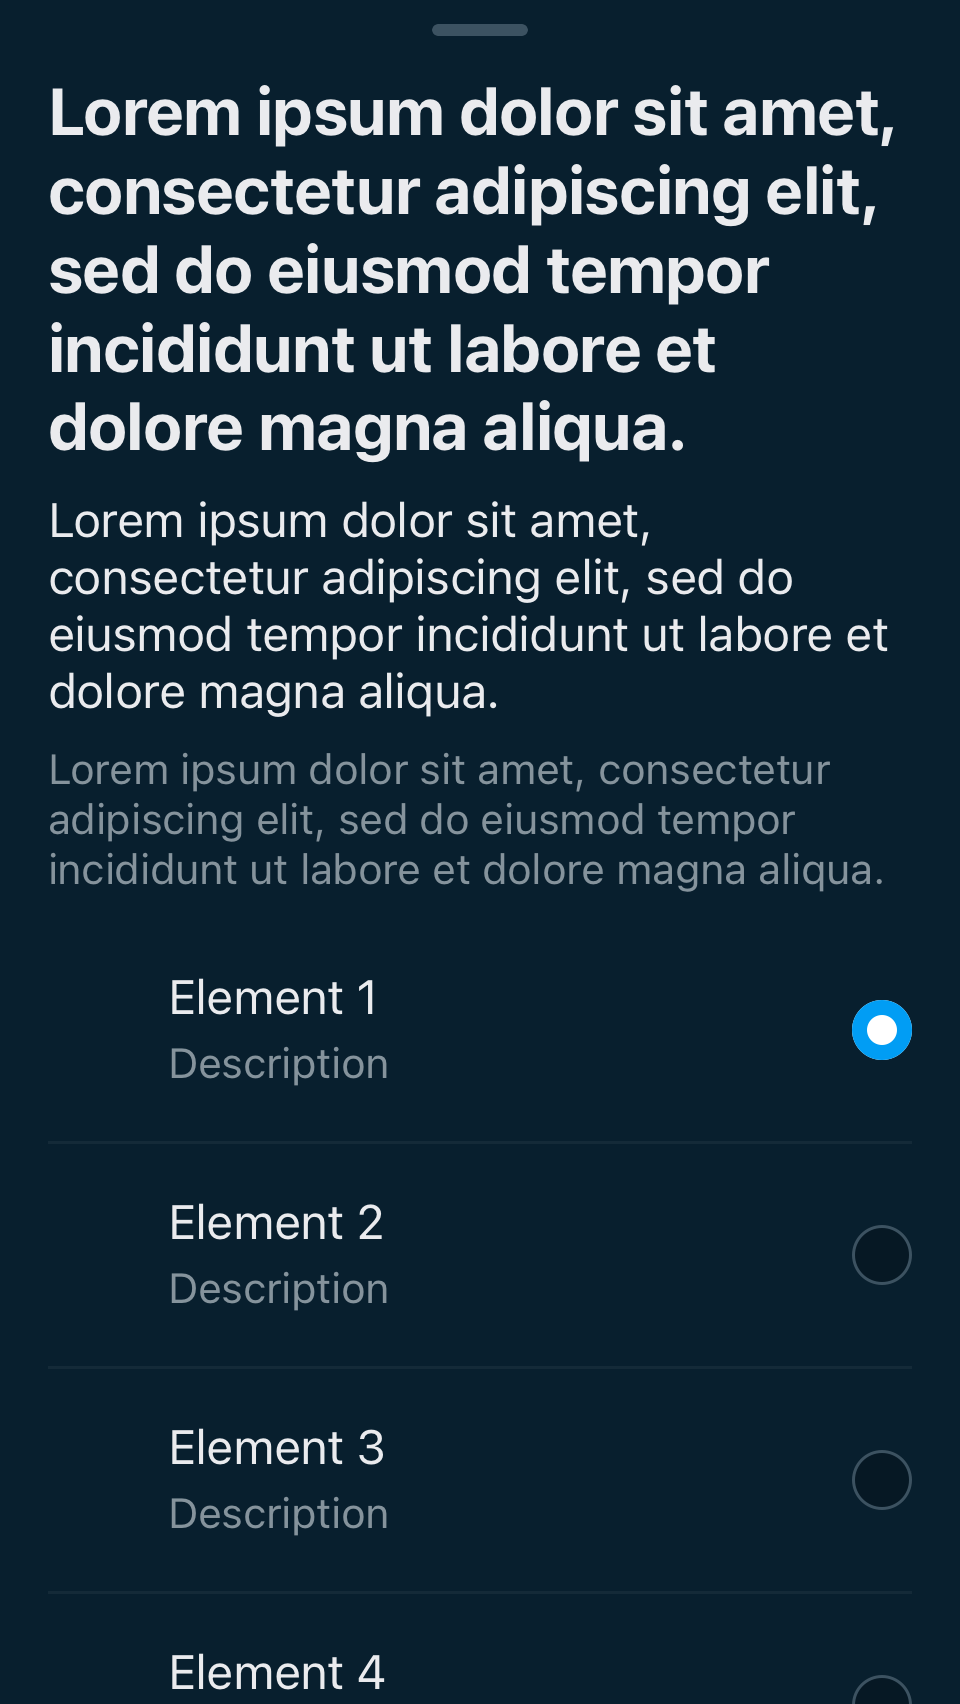 Lorem ipsum dolor sit amet,
consectetur adipiscing elit,
sed do eiusmod tempor
incididunt ut labore et
dolore magna aliqua.
Lorem ipsum dolor sit amet,
consectetur adipiscing elit, sed do
eiusmod tempor incididunt ut labore et
dolore magna aliqua.
Lorem ipsum dolor sit amet, consectetur
adipiscing elit, sed do eiusmod tempor
incididunt ut labore et dolore magna aliqua.
Element 1
Description
Element 2
Description
Element 3
Description
Element 4